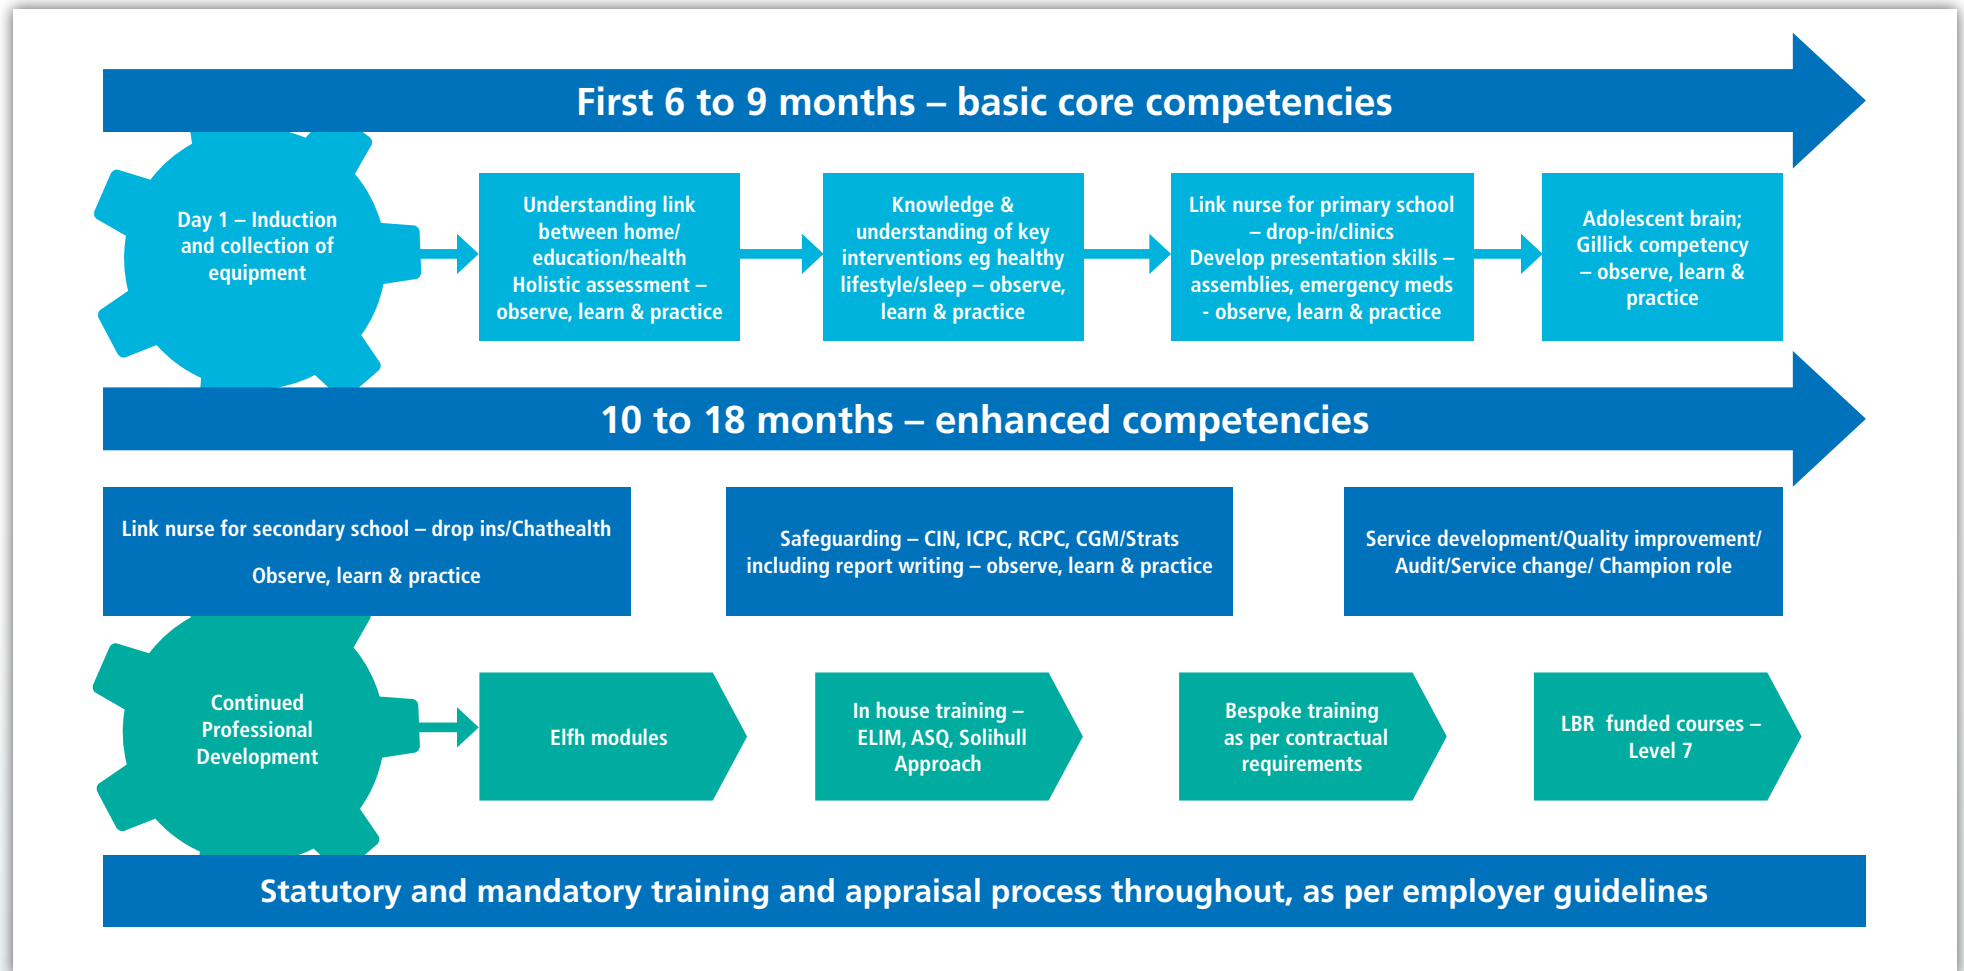 First 6 to 9 months – basic core competencies
Day 1 – Induction
and collection of
equipment
Understanding link
between home/
education/health
Holistic assessment –
observe, learn & practice
Knowledge &
understanding of key
interventions eg healthy
lifestyle/sleep – observe,
learn & practice
Link nurse for primary school
– drop-in/clinics
Develop presentation skills –
assemblies, emergency meds
- observe, learn & practice
Adolescent brain;
Gillick competency
– observe, learn &
practice
10 to 18 months – enhanced competencies
Link nurse for secondary school – drop ins/Chathealth
Observe, learn & practice
Safeguarding – CIN, ICPC, RCPC, CGM/Strats
including report writing – observe, learn & practice
Service development/Quality improvement/
Audit/Service change/ Champion role
Continued
Professional
Development
Elfh modules
In house training –
ELIM, ASQ, Solihull
Approach
Bespoke training
as per contractual
requirements
LBR  funded courses –
Level 7
Statutory and mandatory training and appraisal process throughout, as per employer guidelines